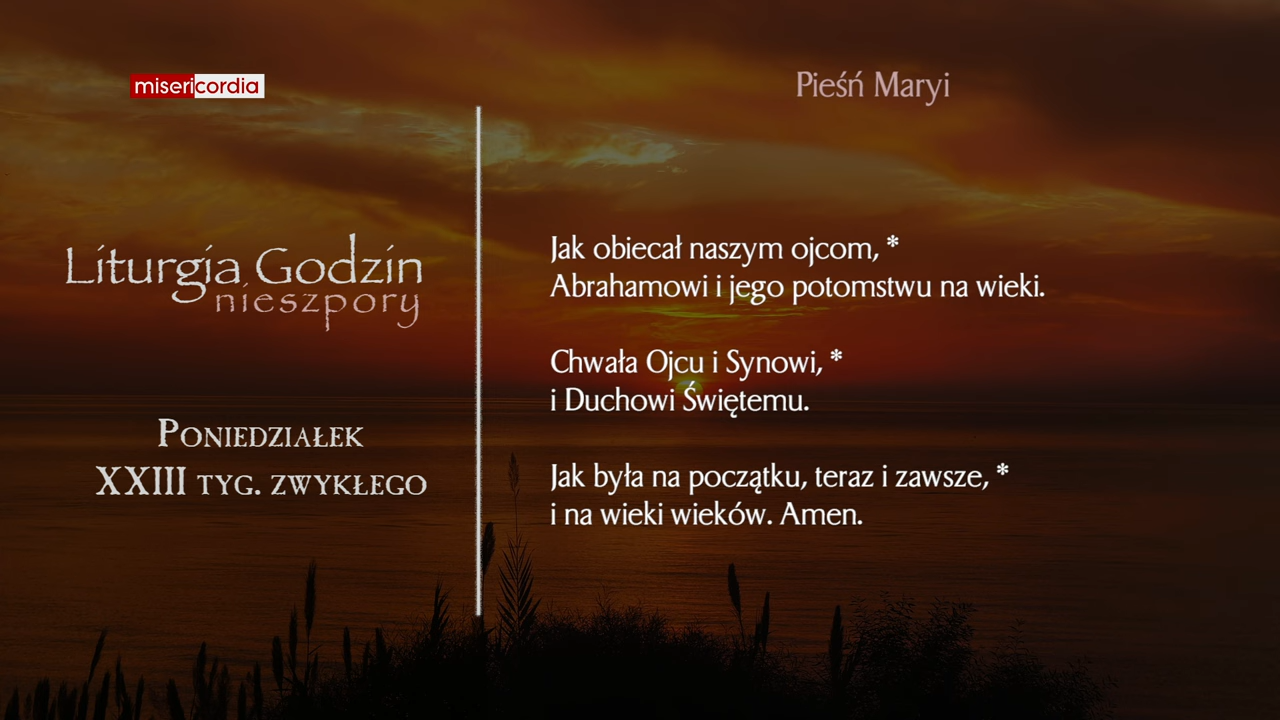 misericordia
Liturgia Godzin
nieszpory
Poniedziałek
XXIII tyg. zwykłego
Pieśń Maryi
Jak obiecał naszym ojcom, *
Abrahamowi i jego potomstwu na wieki.
Chwała Ojcu i Synowi, *
i Duchowi Świętemu.
Jak była na początku, teraz i zawsze, *
i na wieki wieków. Amen.